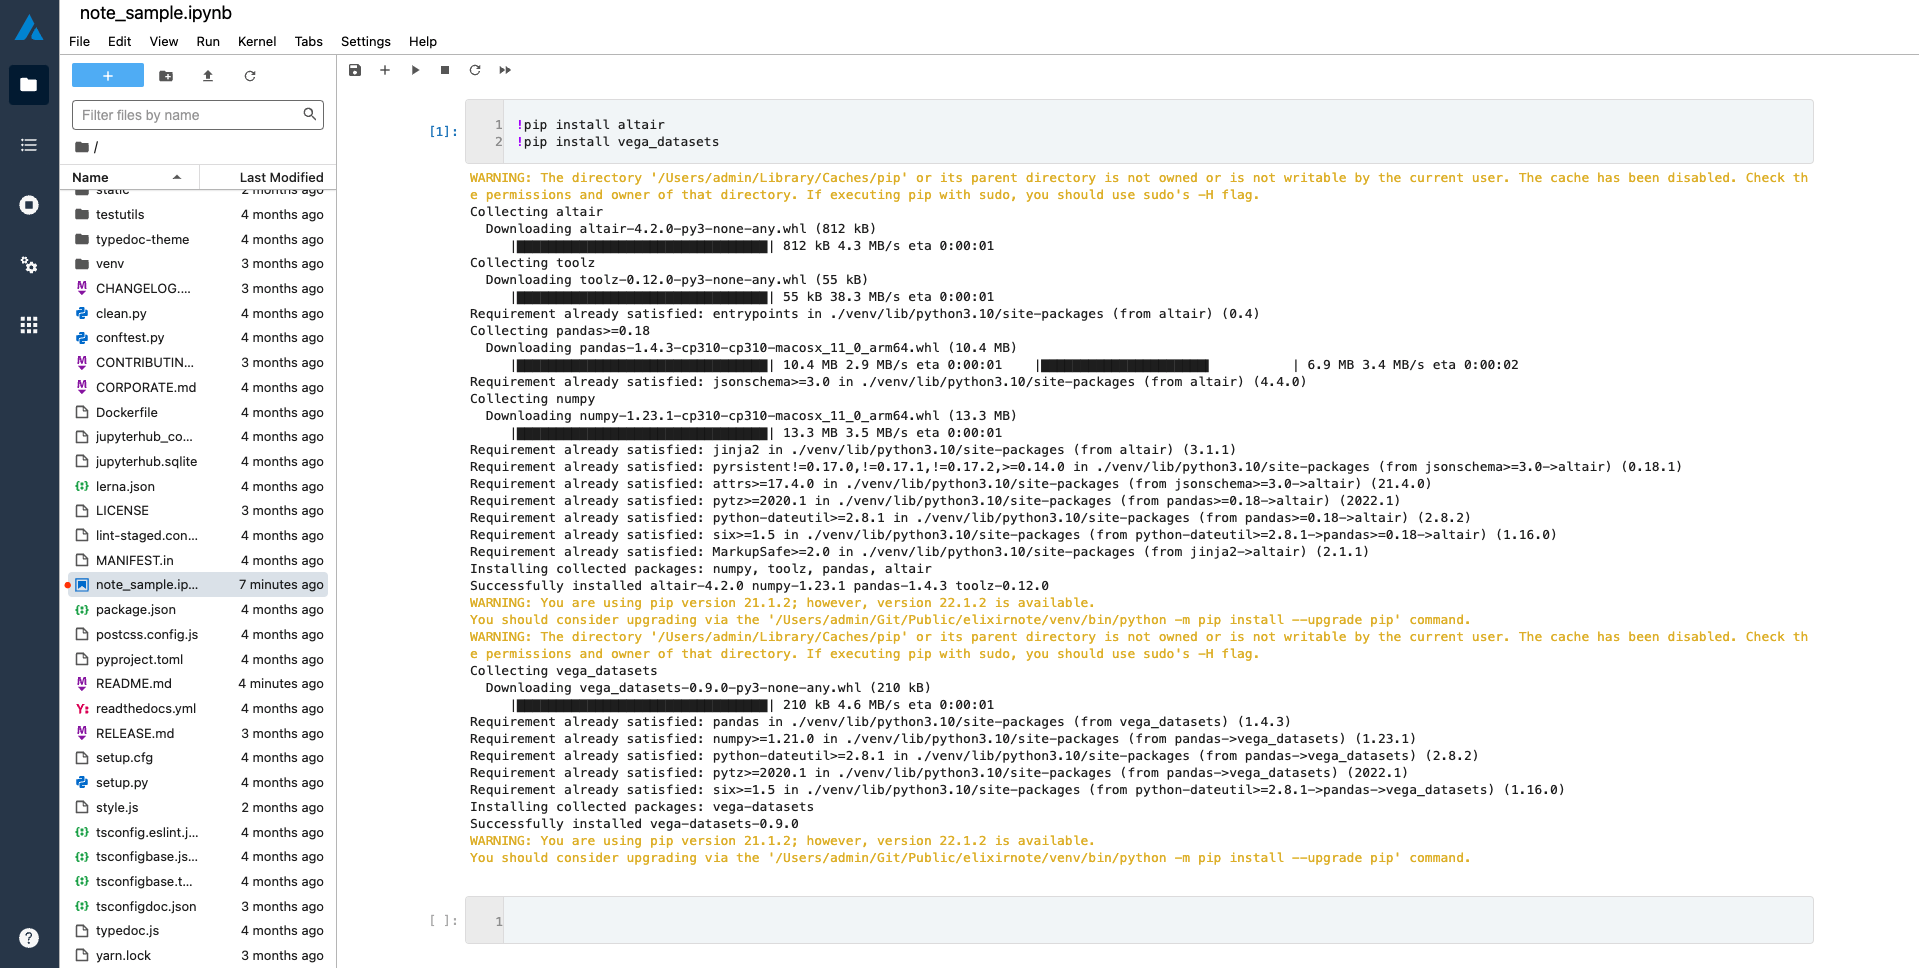 note_sample.ipynb
File Edit View Run Kernel Tabs Settings Help
Filter files by name
/
Name Last Modified
static 2 months ago
testutils 4 months ago
typedoc-theme 4 months ago
venv 3 months ago
CHANGELOG.... 3 months ago
clean.py 4 months ago
conftest.py 4 months ago
CONTRIBUTIN... 3 months ago
CORPORATE.md 4 months ago
Dockerfile 4 months ago
jupyterhub_co... 4 months ago
jupyterhub.sqlite 4 months ago
lerna.json 4 months ago
LICENSE 3 months ago
lint-staged.con... 4 months ago
MANIFEST.in 4 months ago
note_sample.ip... 7 minutes ago
package.json 4 months ago
postcss.config.js 4 months ago
pyproject.toml 4 months ago
README.md 4 minutes ago
readthedocs.yml 4 months ago
RELEASE.md 3 months ago
setup.cfg 4 months ago
setup.py 4 months ago
style.js 2 months ago
tsconfig.eslint.j... 4 months ago
tsconfigbase.js... 4 months ago
tsconfigbase.t... 4 months ago
tsconfigdoc.json 3 months ago
typedoc.js 4 months ago
yarn.lock 3 months ago
[1]:
1 !pip install altair
2 !pip install vega_datasets
WARNING: The directory '/Users/admin/Library/Caches/pip' or its parent directory is not owned or is not writable by the current user. The cache has been disabled. Check th
e permissions and owner of that directory. If executing pip with sudo, you should use sudo's -H flag.
Collecting altair
Downloading altair-4.2.0-py3-none-any.whl (812 kB)
|████████████████████████████████| 812 kB 4.3 MB/s eta 0:00:01
Collecting toolz
Downloading toolz-0.12.0-py3-none-any.whl (55 kB)
|████████████████████████████████| 55 kB 38.3 MB/s eta 0:00:01
Requirement already satisfied: entrypoints in ./venv/lib/python3.10/site-packages (from altair) (0.4)
Collecting pandas>=0.18
Downloading pandas-1.4.3-cp310-cp310-macosx_11_0_arm64.whl (10.4 MB)
|████████████████████████████████| 10.4 MB 2.9 MB/s eta 0:00:01 |█████████████████████ | 6.9 MB 3.4 MB/s eta 0:00:02
Requirement already satisfied: jsonschema>=3.0 in ./venv/lib/python3.10/site-packages (from altair) (4.4.0)
Collecting numpy
Downloading numpy-1.23.1-cp310-cp310-macosx_11_0_arm64.whl (13.3 MB)
|████████████████████████████████| 13.3 MB 3.5 MB/s eta 0:00:01
Requirement already satisfied: jinja2 in ./venv/lib/python3.10/site-packages (from altair) (3.1.1)
Requirement already satisfied: pyrsistent!=0.17.0,!=0.17.1,!=0.17.2,>=0.14.0 in ./venv/lib/python3.10/site-packages (from jsonschema>=3.0->altair) (0.18.1)
Requirement already satisfied: attrs>=17.4.0 in ./venv/lib/python3.10/site-packages (from jsonschema>=3.0->altair) (21.4.0)
Requirement already satisfied: pytz>=2020.1 in ./venv/lib/python3.10/site-packages (from pandas>=0.18->altair) (2022.1)
Requirement already satisfied: python-dateutil>=2.8.1 in ./venv/lib/python3.10/site-packages (from pandas>=0.18->altair) (2.8.2)
Requirement already satisfied: six>=1.5 in ./venv/lib/python3.10/site-packages (from python-dateutil>=2.8.1->pandas>=0.18->altair) (1.16.0)
Requirement already satisfied: MarkupSafe>=2.0 in ./venv/lib/python3.10/site-packages (from jinja2->altair) (2.1.1)
Installing collected packages: numpy, toolz, pandas, altair
Successfully installed altair-4.2.0 numpy-1.23.1 pandas-1.4.3 toolz-0.12.0
WARNING: You are using pip version 21.1.2; however, version 22.1.2 is available.
You should consider upgrading via the '/Users/admin/Git/Public/elixirnote/venv/bin/python -m pip install --upgrade pip' command.
WARNING: The directory '/Users/admin/Library/Caches/pip' or its parent directory is not owned or is not writable by the current user. The cache has been disabled. Check th
e permissions and owner of that directory. If executing pip with sudo, you should use sudo's -H flag.
Collecting vega_datasets
Downloading vega_datasets-0.9.0-py3-none-any.whl (210 kB)
|████████████████████████████████| 210 kB 4.6 MB/s eta 0:00:01
Requirement already satisfied: pandas in ./venv/lib/python3.10/site-packages (from vega_datasets) (1.4.3)
Requirement already satisfied: numpy>=1.21.0 in ./venv/lib/python3.10/site-packages (from pandas->vega_datasets) (1.23.1)
Requirement already satisfied: python-dateutil>=2.8.1 in ./venv/lib/python3.10/site-packages (from pandas->vega_datasets) (2.8.2)
Requirement already satisfied: pytz>=2020.1 in ./venv/lib/python3.10/site-packages (from pandas->vega_datasets) (2022.1)
Requirement already satisfied: six>=1.5 in ./venv/lib/python3.10/site-packages (from python-dateutil>=2.8.1->pandas->vega_datasets) (1.16.0)
Installing collected packages: vega-datasets
Successfully installed vega-datasets-0.9.0
WARNING: You are using pip version 21.1.2; however, version 22.1.2 is available.
You should consider upgrading via the '/Users/admin/Git/Public/elixirnote/venv/bin/python -m pip install --upgrade pip' command.
[ ]:
1